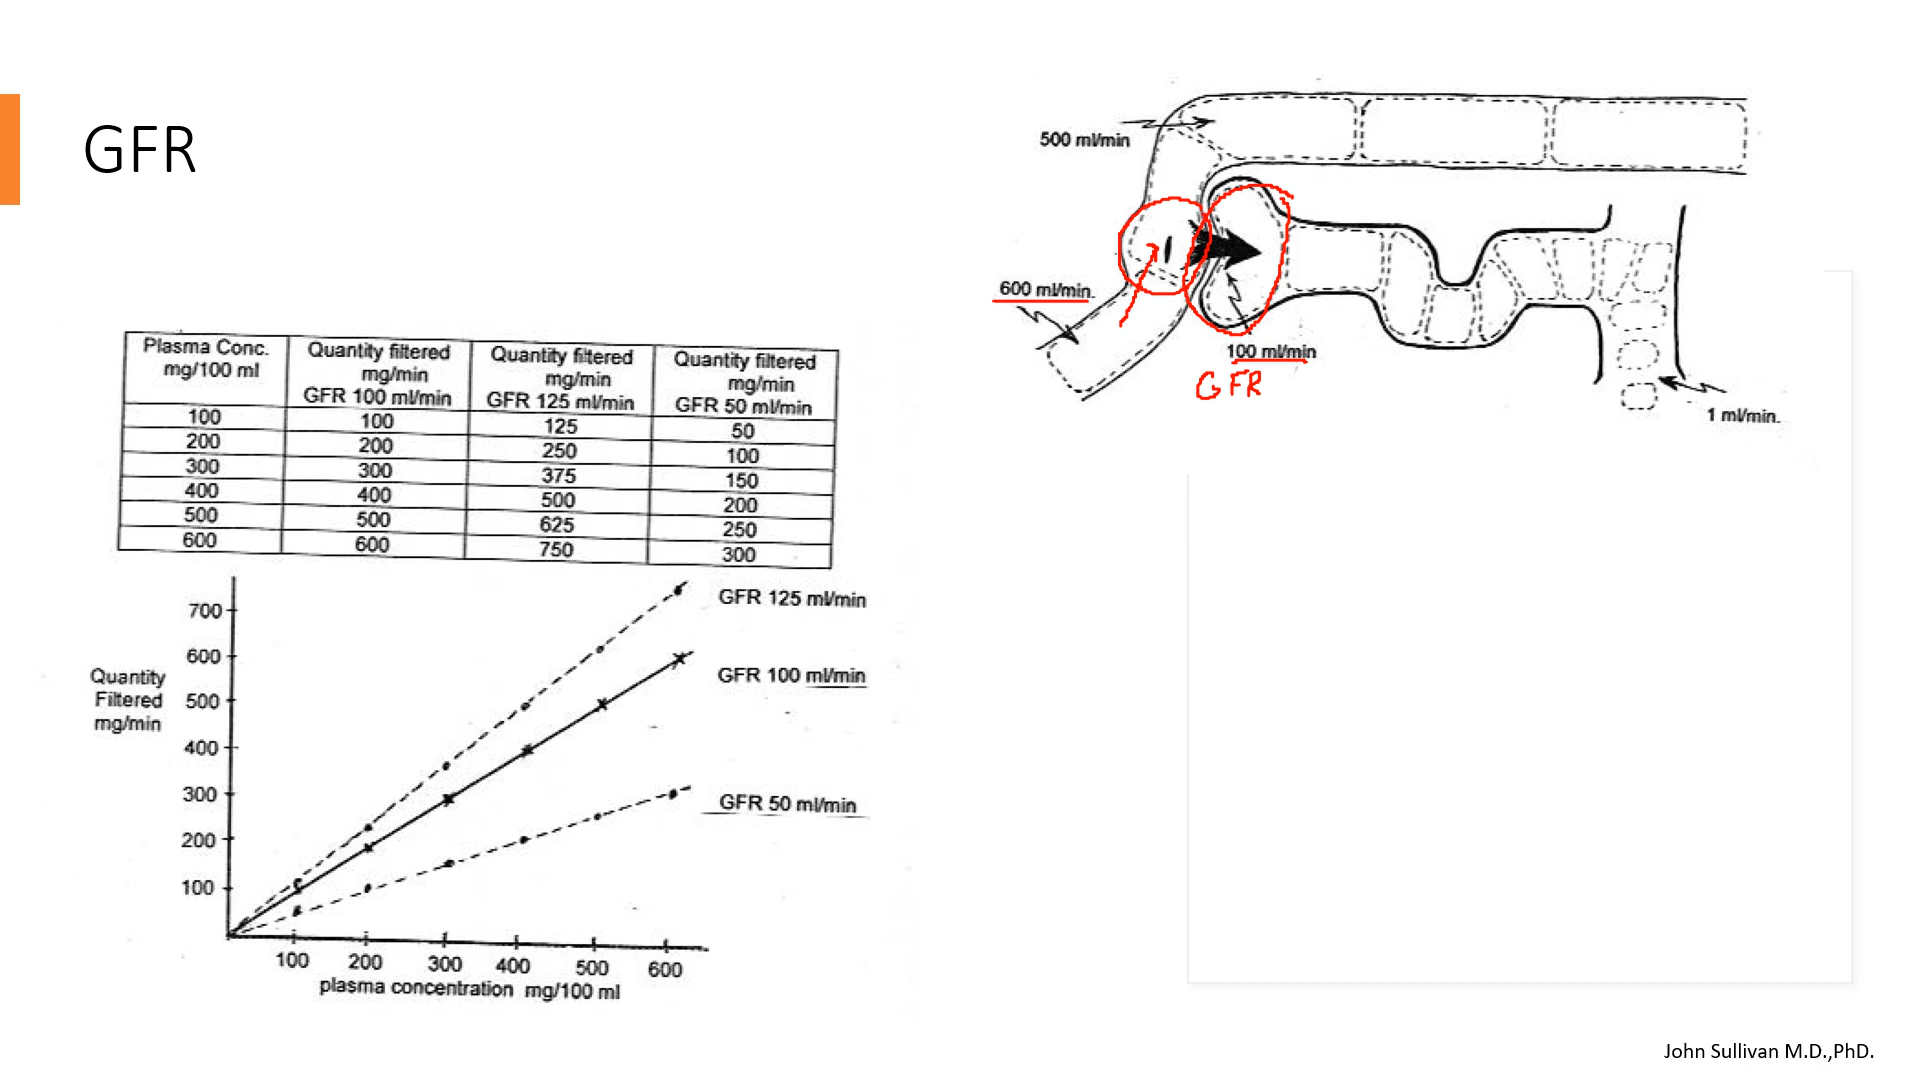 GFR
500 ml/min
600 ml/min.
100 ml/min
GFR
1 ml/min.
Plasma Conc. mg/100 ml | Quantity filtered mg/min GFR 100 ml/min | Quantity filtered mg/min GFR 125 ml/min | Quantity filtered mg/min GFR 50 ml/min
100 100 125 50
200 200 250 100
300 300 375 150
400 400 500 200
500 500 625 250
600 600 750 300
Quantity
Filtered
mg/min
700
600
500
400
300
200
100
GFR 125 ml/min
GFR 100 ml/min
GFR 50 ml/min
100 200 300 400 500 600
plasma concentration mg/100 ml
John Sullivan M.D.,PhD.